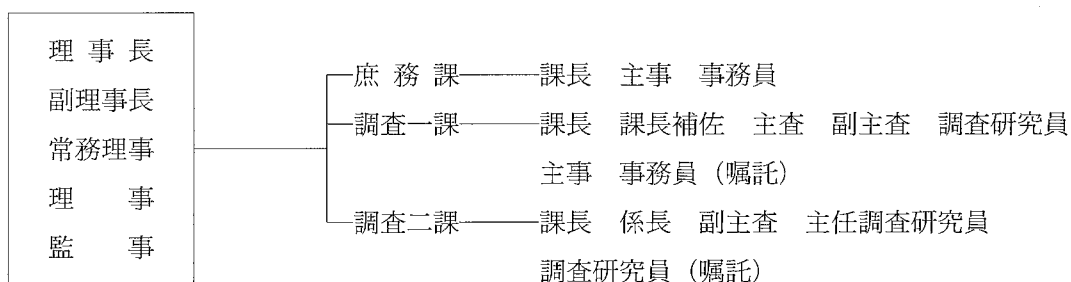 理事長
副理事長
常務理事
理事
監事
庶務課 課長 主事 事務員
調査一課 課長 課長補佐 主査 副主査 調査研究員
主事 事務員（嘱託）
調査二課 課長 係長 副主査 主任調査研究員
調査研究員（嘱託）